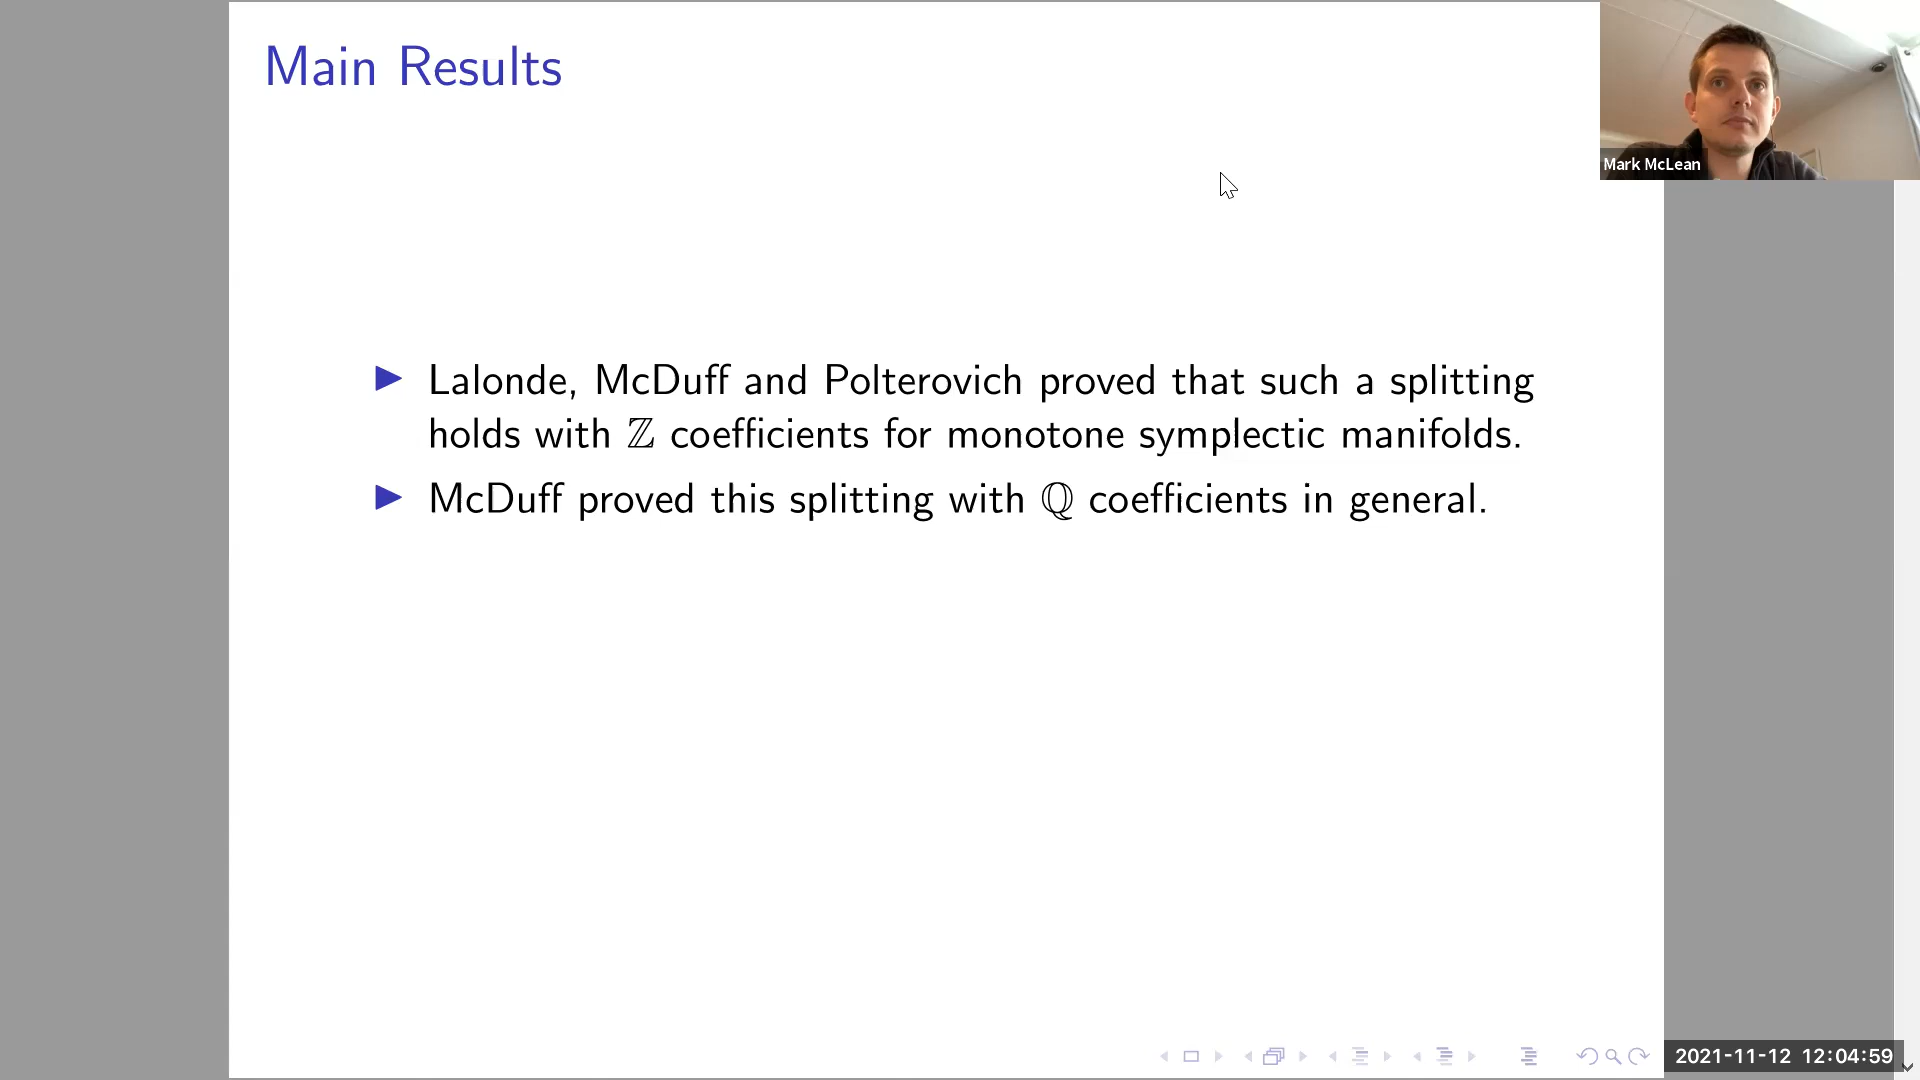 Main Results
Mark McLean
Lalonde, McDuff and Polterovich proved that such a splitting
holds with ℤ coefficients for monotone symplectic manifolds.
McDuff proved this splitting with ℚ coefficients in general.
2021-11-12 12:04:59